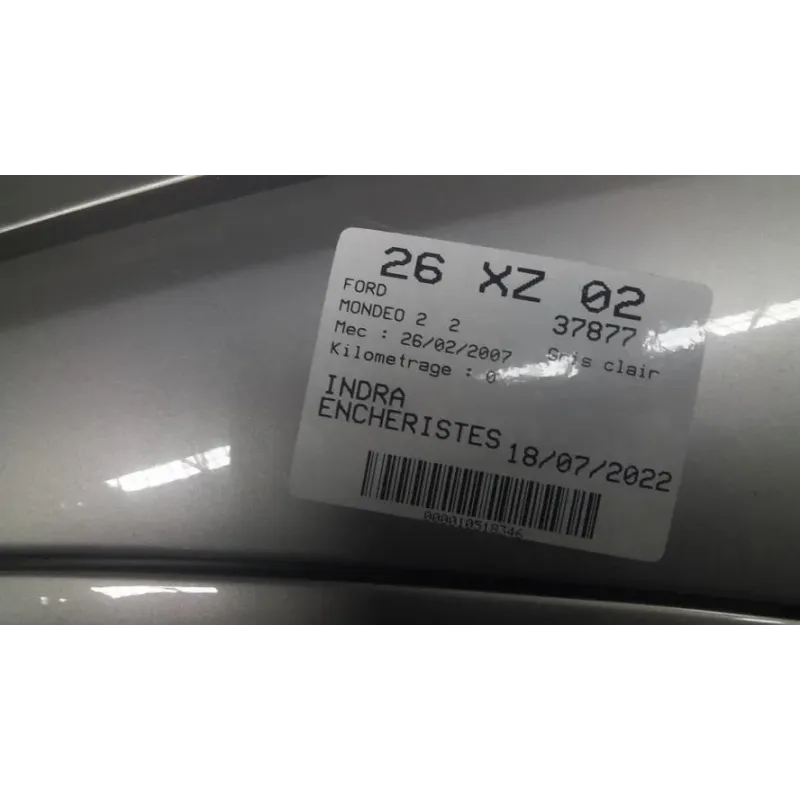 26 XZ 02
FORD 37877
MONDEO 2 2
Mec : 26/02/2007 Gris clair
Kilometrage : 0
INDRA
ENCHERISTES 18/07/2022